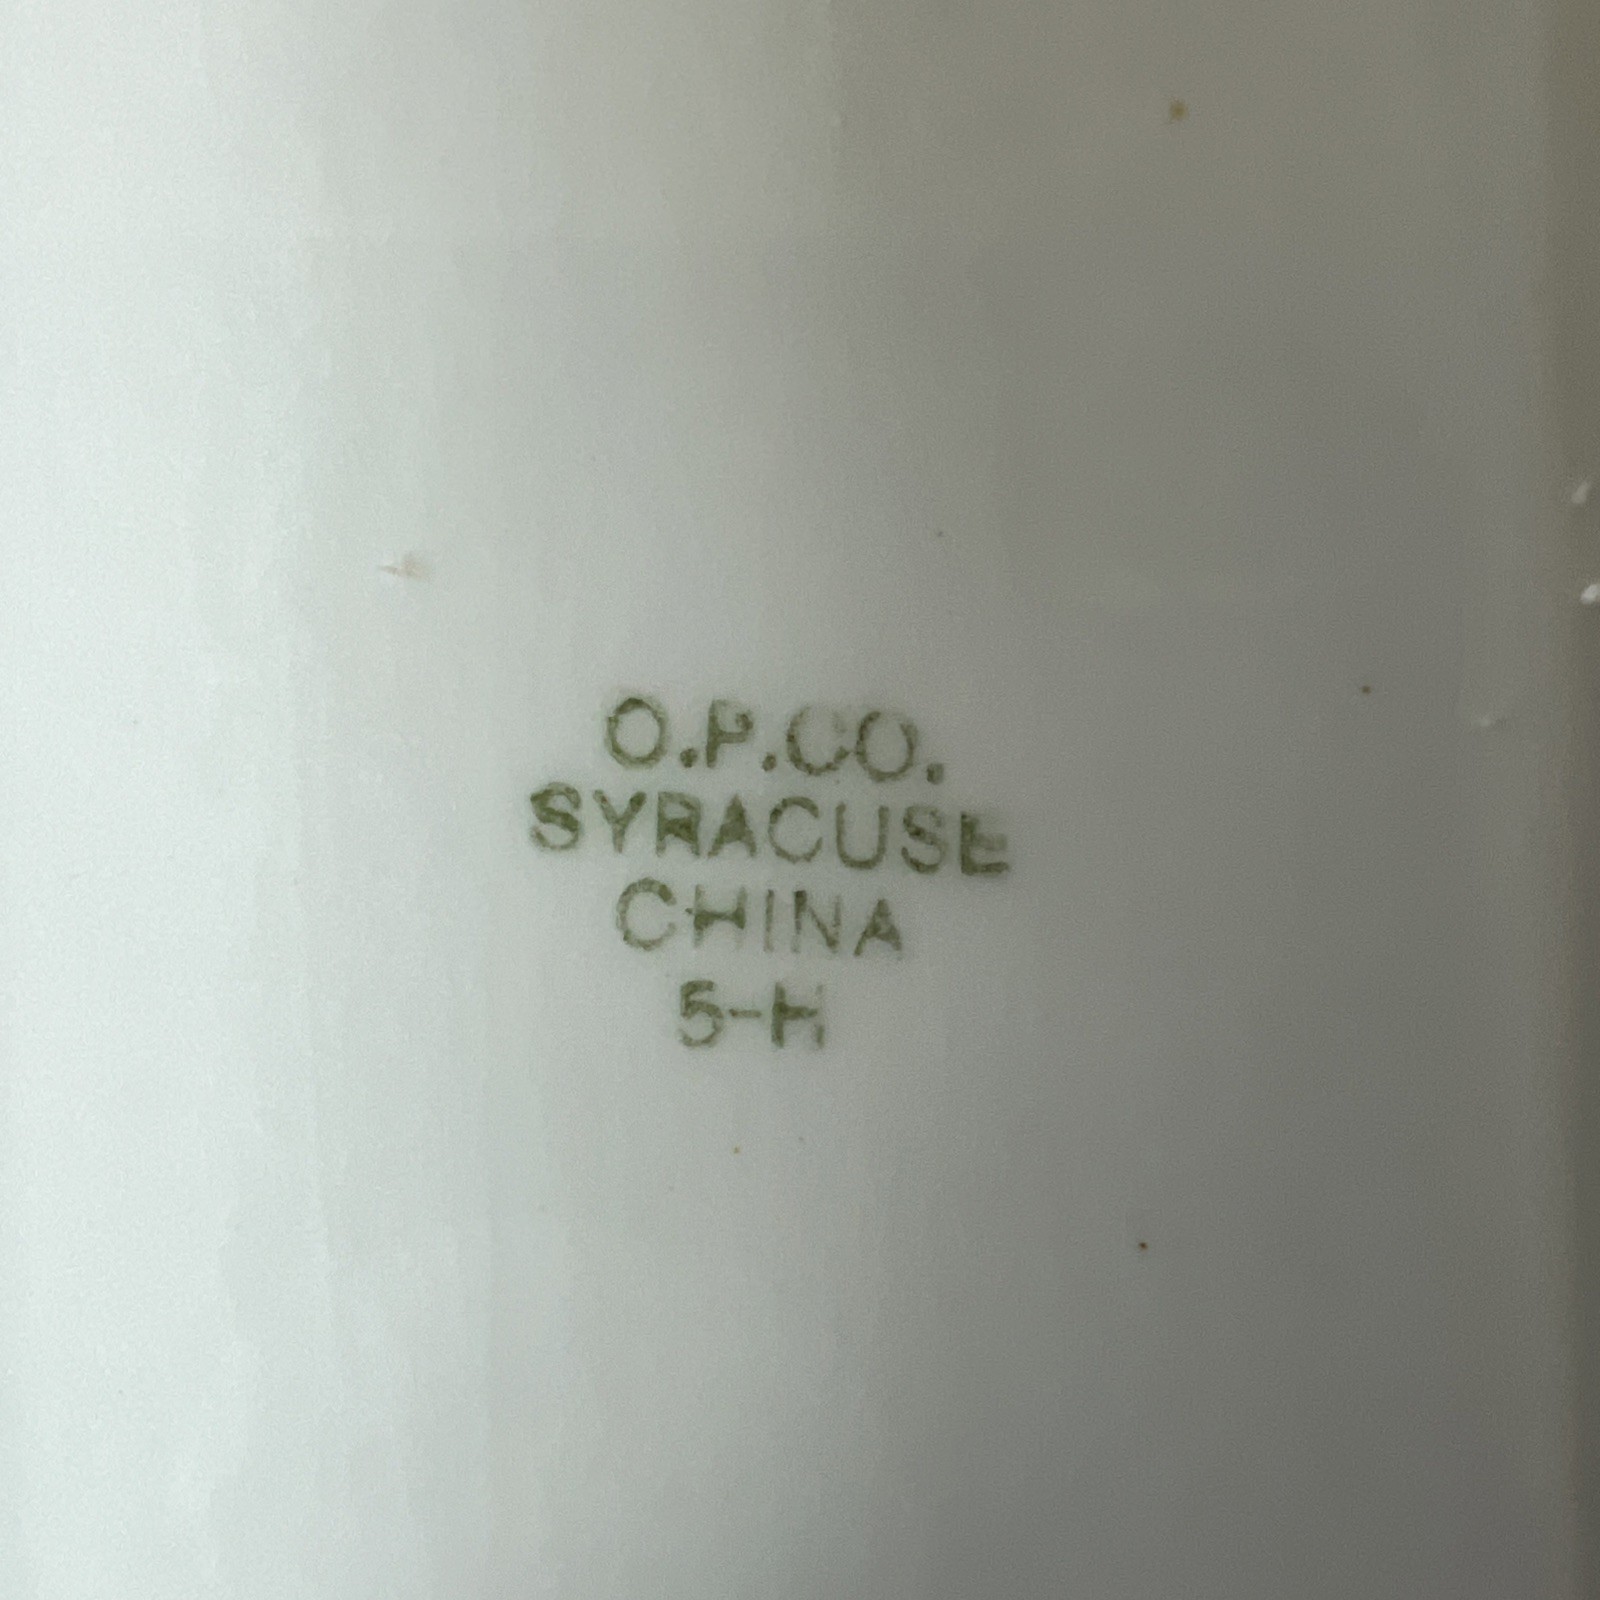 O.P.CO.
SYRACUSE
CHINA
5-H